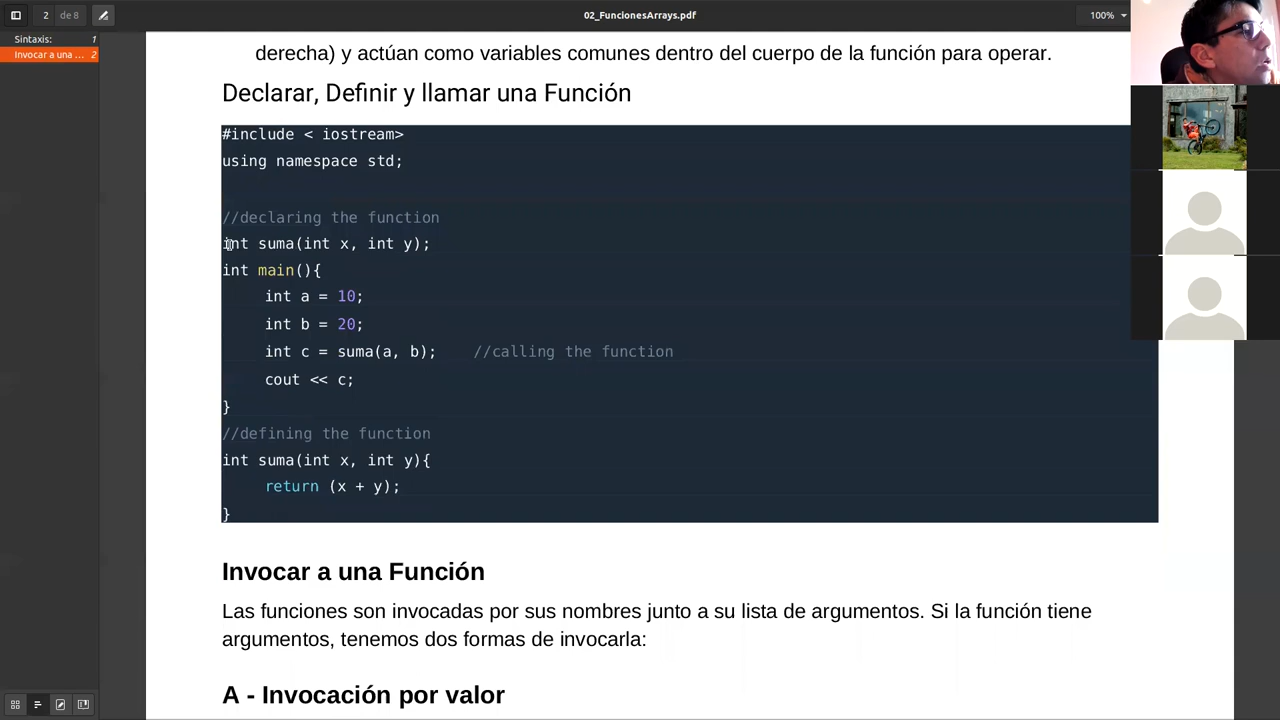 2 de 8
02_FuncionesArrays.pdf
100%
Sintaxis: 1
Invocar a una ... 2
derecha) y actúan como variables comunes dentro del cuerpo de la función para operar.
Declarar, Definir y llamar una Función
#include < iostream>
using namespace std;
//declaring the function
int suma(int x, int y);
int main(){
int a = 10;
int b = 20;
int c = suma(a, b); //calling the function
cout << c;
}
//defining the function
int suma(int x, int y){
return (x + y);
}
Invocar a una Función
Las funciones son invocadas por sus nombres junto a su lista de argumentos. Si la función tiene
argumentos, tenemos dos formas de invocarla:
A - Invocación por valor